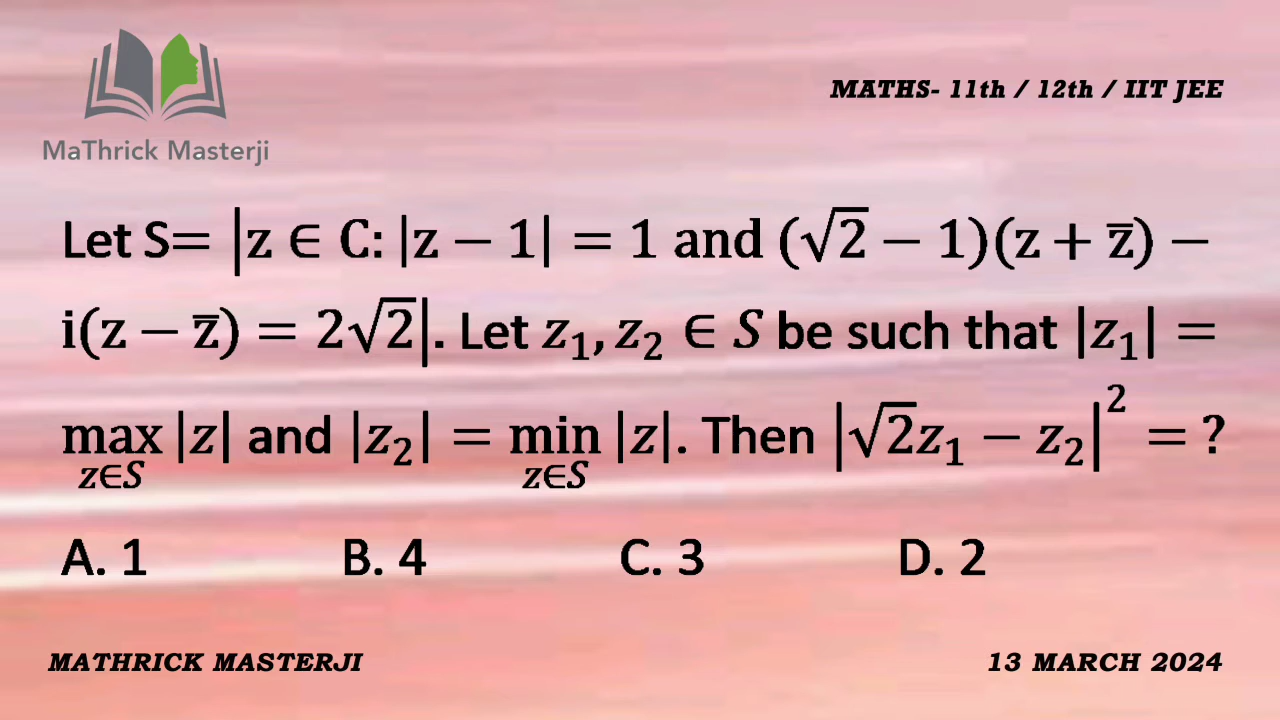 MaThrick Masterji
MATHS- 11th / 12th / IIT JEE
Let S= |z ∈ C: |z − 1| = 1 and (√2 − 1)(z + z̅) −
i(z − z̅) = 2√2|. Let z₁, z₂ ∈ S be such that |z₁| =
max |z| and |z₂| = min |z|. Then |√2z₁ − z₂|² = ?
z∈S z∈S
A. 1 B. 4 C. 3 D. 2
MATHRICK MASTERJI
13 MARCH 2024